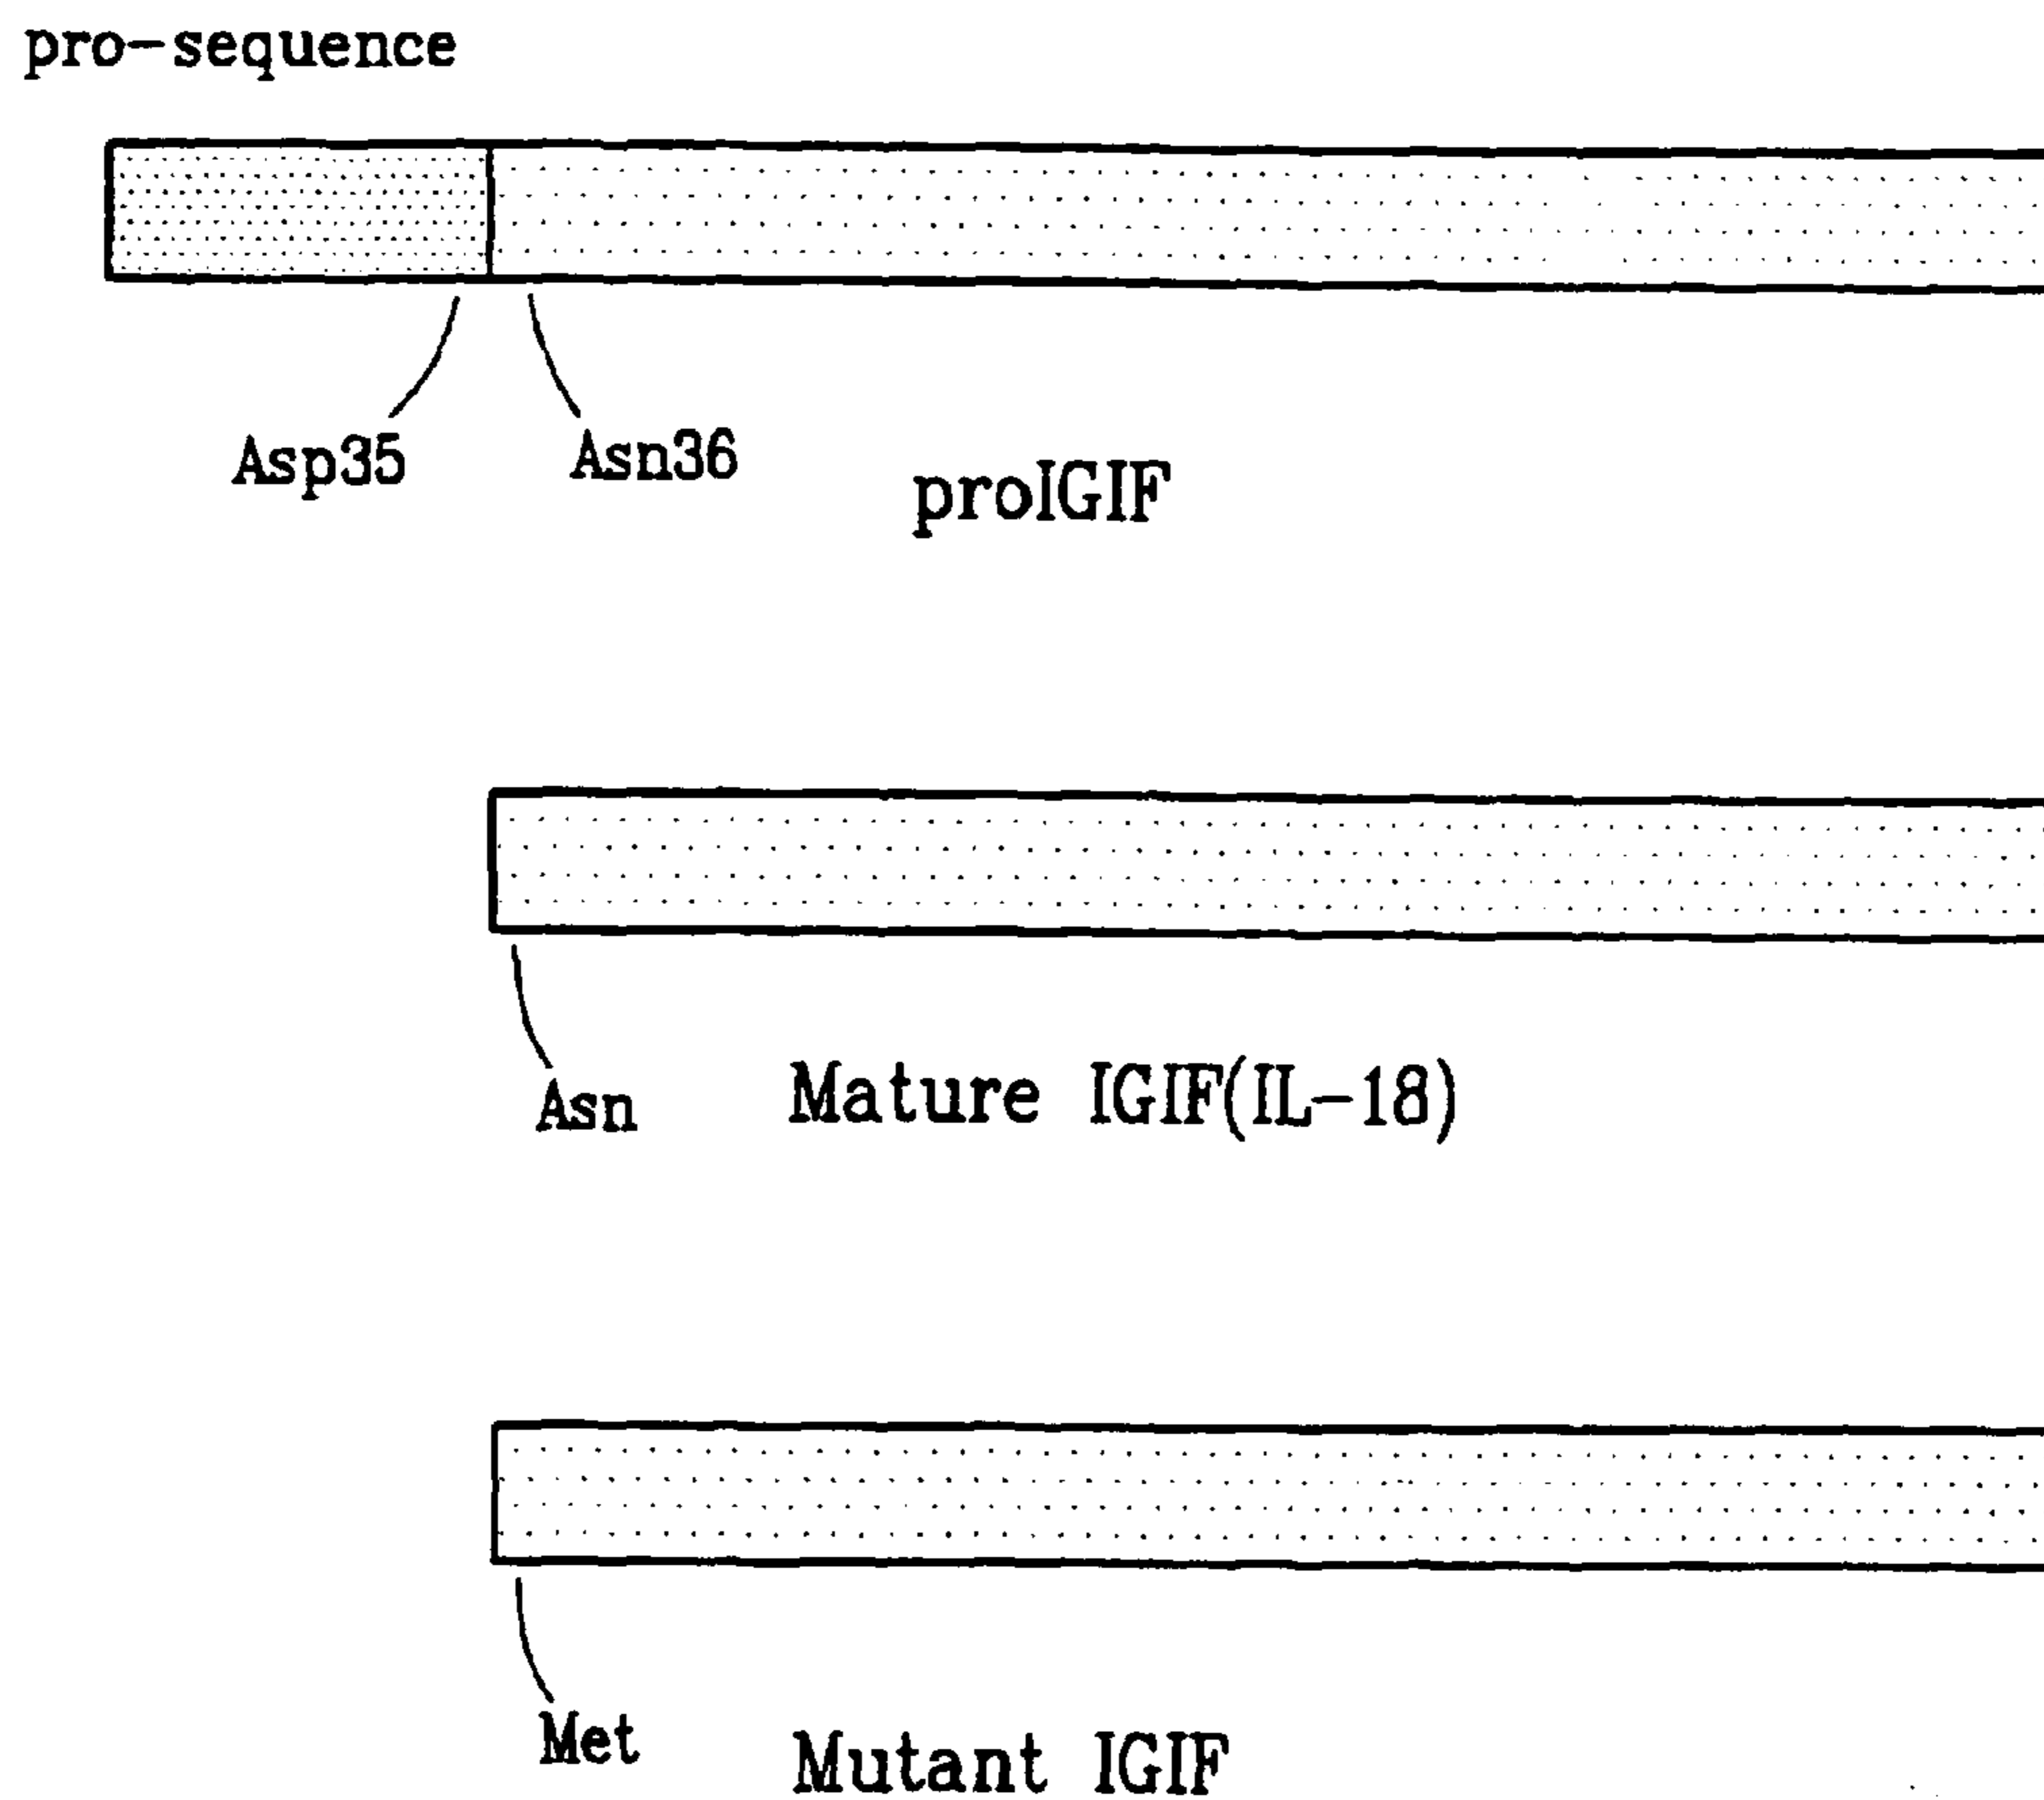 pro-sequence
Asp35
Asn36
proIGIF
Asn
Mature IGIF(IL-18)
Met
Mutant IGIF